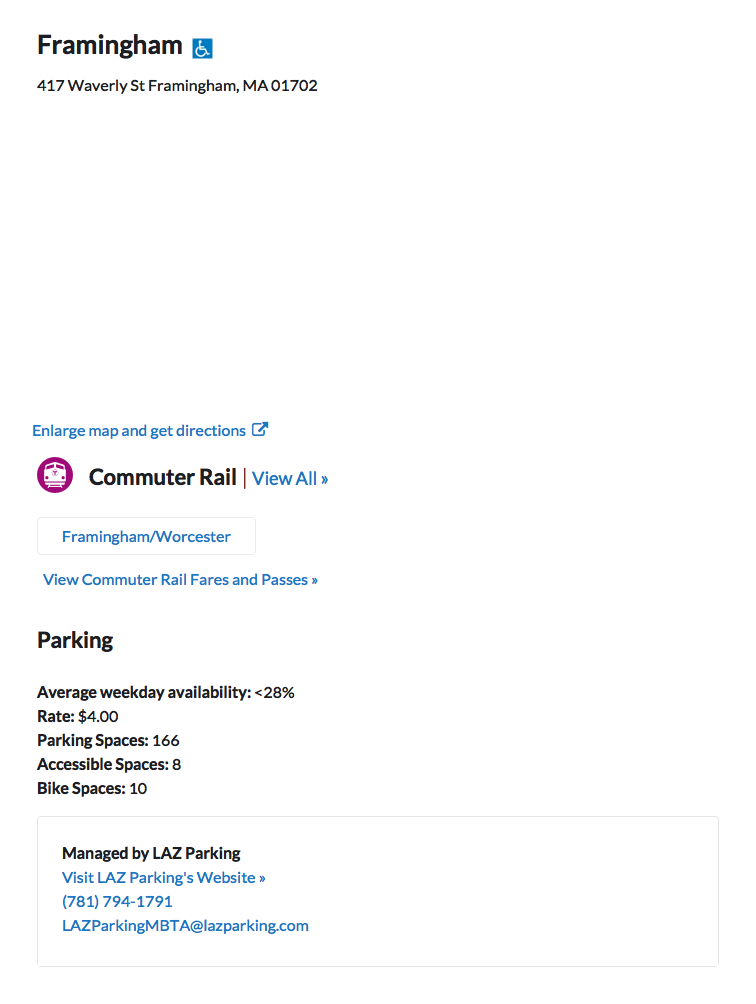 Framingham
417 Waverly St Framingham, MA 01702
Enlarge map and get directions
Commuter Rail | View All »
Framingham/Worcester
View Commuter Rail Fares and Passes »
Parking
Average weekday availability: <28%
Rate: $4.00
Parking Spaces: 166
Accessible Spaces: 8
Bike Spaces: 10
Managed by LAZ Parking
Visit LAZ Parking's Website »
(781) 794-1791
LAZParkingMBTA@lazparking.com